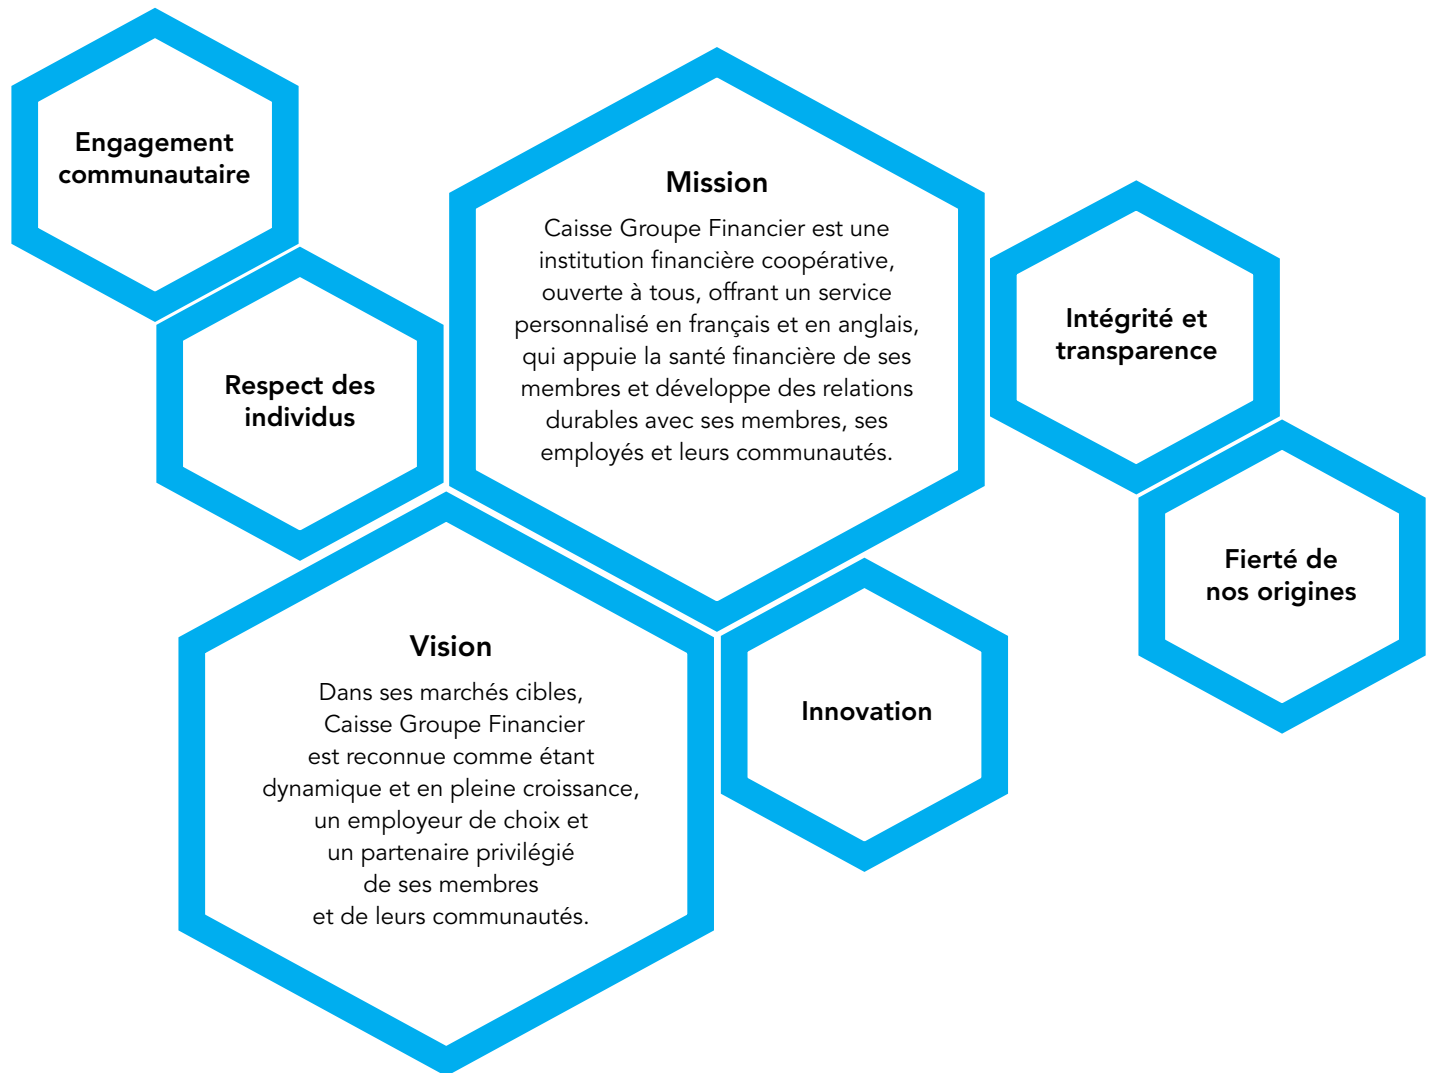 Engagement
communautaire
Respect des
individus
Mission
Caisse Groupe Financier est une
institution financière coopérative,
ouverte à tous, offrant un service
personnalisé en français et en anglais,
qui appuie la santé financière de ses
membres et développe des relations
durables avec ses membres, ses
employés et leurs communautés.
Intégrité et
transparence
Fierté de
nos origines
Vision
Dans ses marchés cibles,
Caisse Groupe Financier
est reconnue comme étant
dynamique et en pleine croissance,
un employeur de choix et
un partenaire privilégié
de ses membres
et de leurs communautés.
Innovation